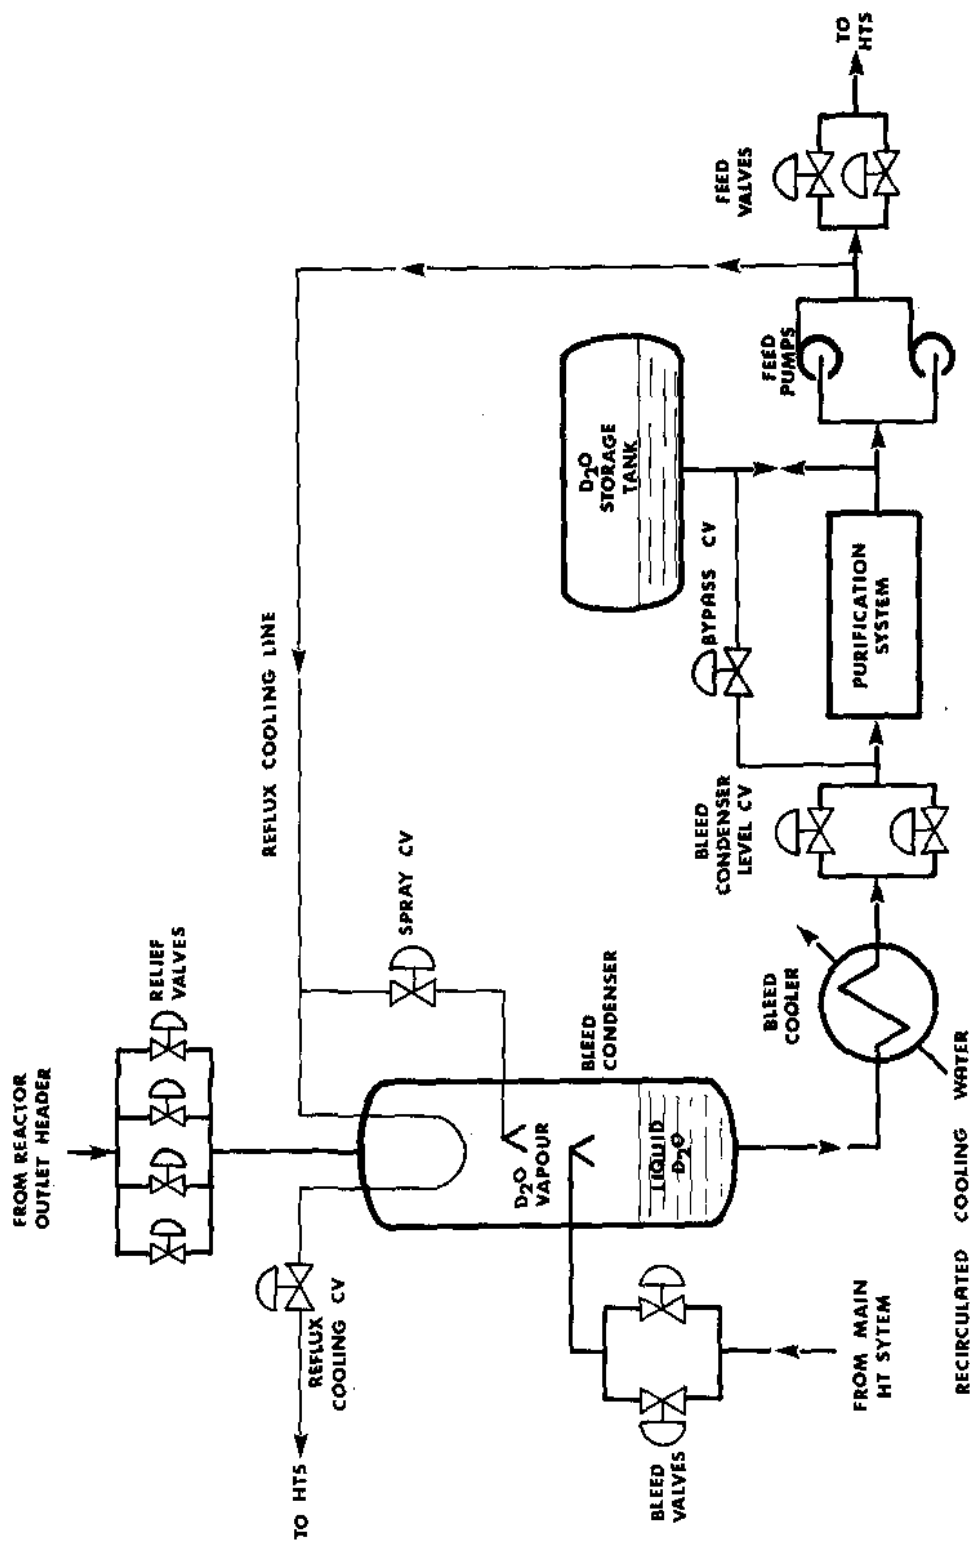 FROM REACTOR
OUTLET HEADER
RELIEF
VALVES
REFLUX COOLING LINE
TO HTS
REFLUX
COOLING CV
SPRAY CV
D2O
VAPOUR
BLEED
CONDENSER
LIQUID
D2O
BLEED
VALVES
FROM MAIN
HT SYTEM
RECIRCULATED COOLING WATER
BLEED
COOLER
BLEED
CONDENSER
LEVEL CV
BYPASS CV
D2O
STORAGE
TANK
PURIFICATION
SYSTEM
FEED
PUMPS
FEED
VALVES
TO
HTS